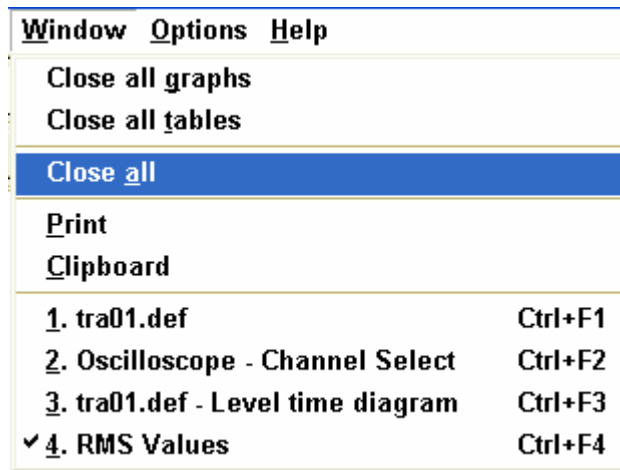 Window Options Help
Close all graphs
Close all tables
Close all
Print
Clipboard
1. tra01.def Ctrl+F1
2. Oscilloscope - Channel Select Ctrl+F2
3. tra01.def - Level time diagram Ctrl+F3
4. RMS Values Ctrl+F4